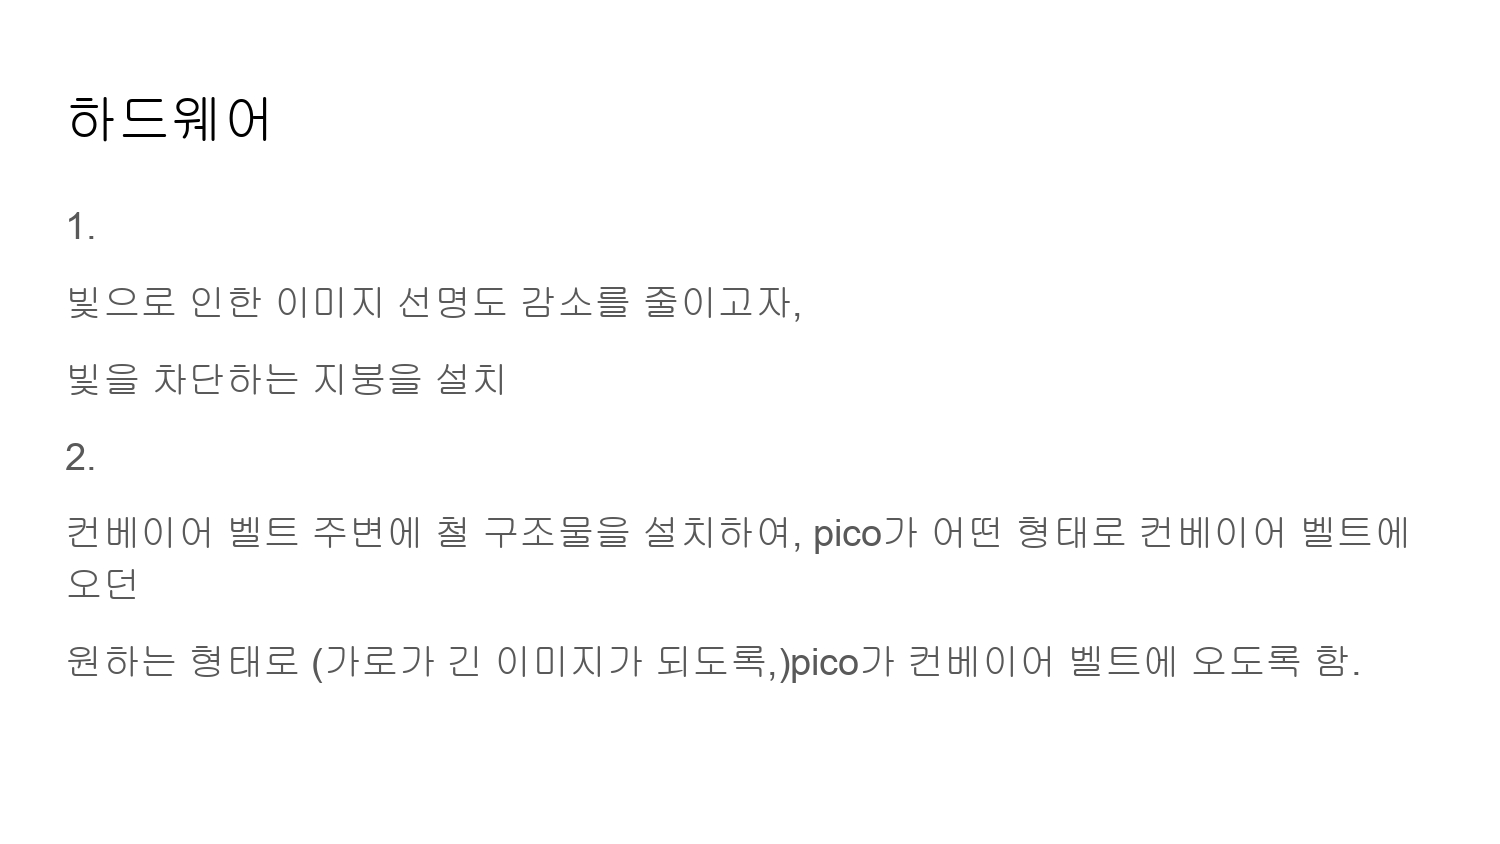 하드웨어
1.
빛으로 인한 이미지 선명도 감소를 줄이고자,
빛을 차단하는 지붕을 설치
2.
컨베이어 벨트 주변에 철 구조물을 설치하여, pico가 어떤 형태로 컨베이어 벨트에
오던
원하는 형태로 (가로가 긴 이미지가 되도록,)pico가 컨베이어 벨트에 오도록 함.